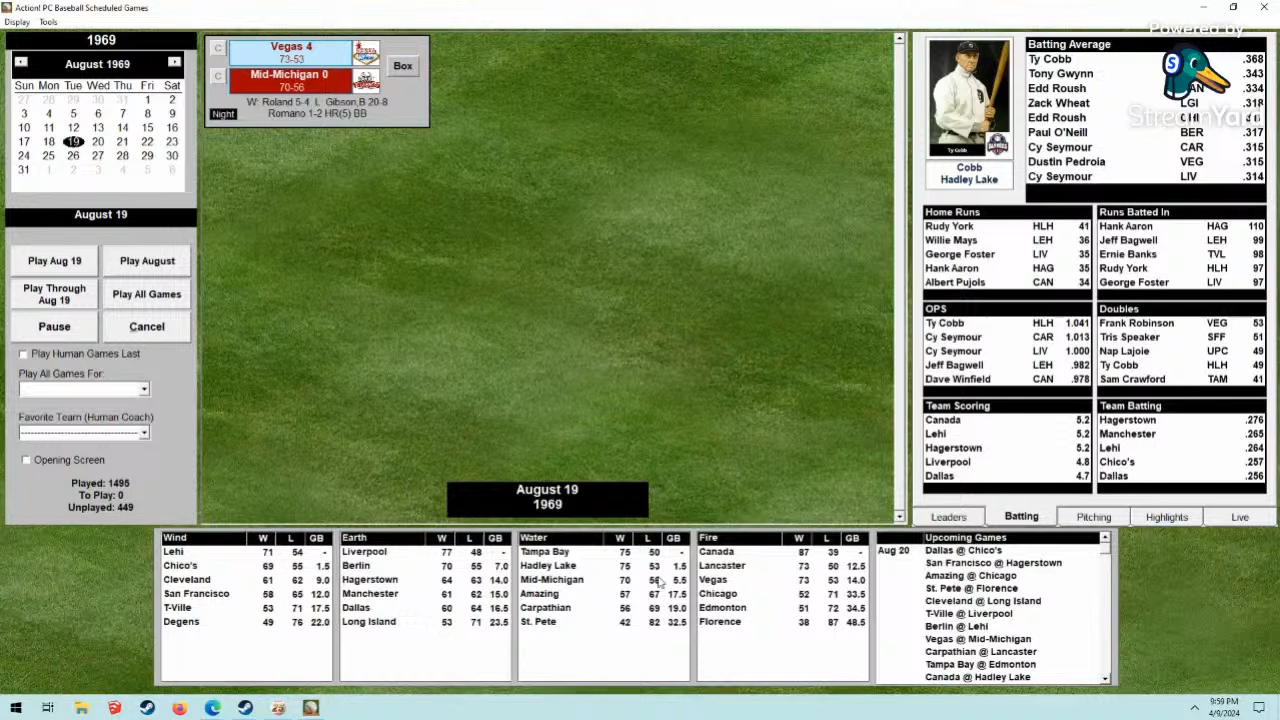 Action! PC Baseball Scheduled Games
Display Tools
1969
August 1969
Sun Mon Tue Wed Thu Fri Sat
27 28 29 30 31 1 2
3 4 5 6 7 8 9
10 11 12 13 14 15 16
17 18 19 20 21 22 23
24 25 26 27 28 29 30
31 1 2 3 4 5 6
August 19
Play Aug 19 Play August
Play Through Aug 19 Play All Games
Pause Cancel
Play Human Games Last
Play All Games For:
Favorite Team (Human Coach)
Opening Screen
Played: 1495
To Play: 0
Unplayed: 449
C Vegas 4
73-53
C Mid-Michigan 0
70-56
Box
W: Roland 5-4 L Gibson,B 20-8
Night Romano 1-2 HR(5) BB
August 19
1969
Powered by
StreamYard
Ty Cobb
Cobb
Hadley Lake
Batting Average
Ty Cobb .368
Tony Gwynn .343
Edd Roush .334
Zack Wheat LGI .318
Edd Roush CHI
Paul O'Neill BER .317
Cy Seymour CAR .315
Dustin Pedroia VEG .315
Cy Seymour LIV .314
Home Runs
Rudy York HLH 41
Willie Mays LEH 36
George Foster LIV 35
Hank Aaron HAG 35
Albert Pujols CAN 34
Runs Batted In
Hank Aaron HAG 110
Jeff Bagwell LEH 99
Ernie Banks TVL 98
Rudy York HLH 97
George Foster LIV 97
OPS
Ty Cobb HLH 1.041
Cy Seymour CAR 1.013
Cy Seymour LIV 1.000
Jeff Bagwell LEH .982
Dave Winfield CAN .978
Doubles
Frank Robinson VEG 53
Tris Speaker SFF 51
Nap Lajoie UPC 49
Ty Cobb HLH 49
Sam Crawford TAM 41
Team Scoring
Canada 5.2
Lehi 5.2
Hagerstown 5.2
Liverpool 4.8
Dallas 4.7
Team Batting
Hagerstown .276
Manchester .265
Lehi .264
Chico's .257
Dallas .256
Leaders Batting Pitching Highlights Live
Wind W L GB
Lehi 71 54 -
Chico's 69 55 1.5
Cleveland 61 62 9.0
San Francisco 58 65 12.0
T-Ville 53 71 17.5
Degens 49 76 22.0
Earth W L GB
Liverpool 77 48 -
Berlin 70 55 7.0
Hagerstown 64 63 14.0
Manchester 61 62 15.0
Dallas 60 64 16.5
Long Island 53 71 23.5
Water W L GB
Tampa Bay 75 50 -
Hadley Lake 75 53 1.5
Mid-Michigan 70 56 5.5
Amazing 57 67 17.5
Carpathian 56 69 19.0
St. Pete 42 82 32.5
Fire W L GB
Canada 87 39 -
Lancaster 73 50 12.5
Vegas 73 53 14.0
Chicago 52 71 33.5
Edmonton 51 72 34.5
Florence 38 87 48.5
Upcoming Games
Aug 20 Dallas @ Chico's
San Francisco @ Hagerstown
Amazing @ Chicago
St. Pete @ Florence
Cleveland @ Long Island
T-Ville @ Liverpool
Berlin @ Lehi
Vegas @ Mid-Michigan
Carpathian @ Lancaster
Tampa Bay @ Edmonton
Canada @ Hadley Lake
9:59 PM
4/9/2024